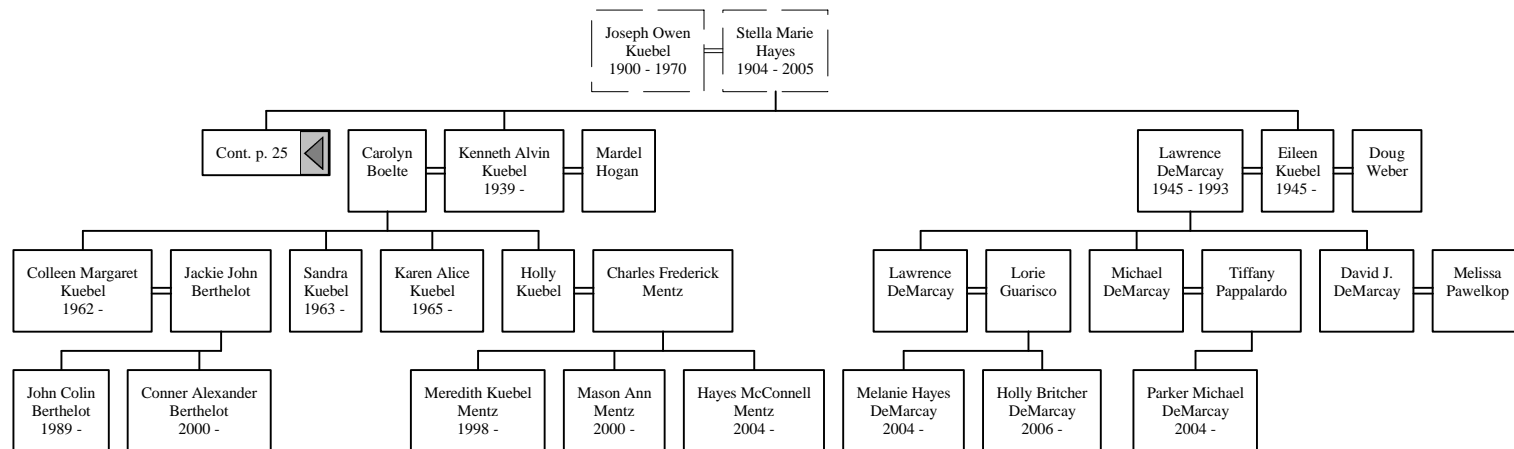 Joseph Owen
Kuebel
1900 - 1970
Stella Marie
Hayes
1904 - 2005
Cont. p. 25
Carolyn
Boelte
Kenneth Alvin
Kuebel
1939 -
Mardel
Hogan
Lawrence
DeMarcay
1945 - 1993
Eileen
Kuebel
1945 -
Doug
Weber
Colleen Margaret
Kuebel
1962 -
Jackie John
Berthelot
Sandra
Kuebel
1963 -
Karen Alice
Kuebel
1965 -
Holly
Kuebel
Charles Frederick
Mentz
Lawrence
DeMarcay
Lorie
Guarisco
Michael
DeMarcay
Tiffany
Pappalardo
David J.
DeMarcay
Melissa
Pawelkop
John Colin
Berthelot
1989 -
Conner Alexander
Berthelot
2000 -
Meredith Kuebel
Mentz
1998 -
Mason Ann
Mentz
2000 -
Hayes McConnell
Mentz
2004 -
Melanie Hayes
DeMarcay
2004 -
Holly Britcher
DeMarcay
2006 -
Parker Michael
DeMarcay
2004 -